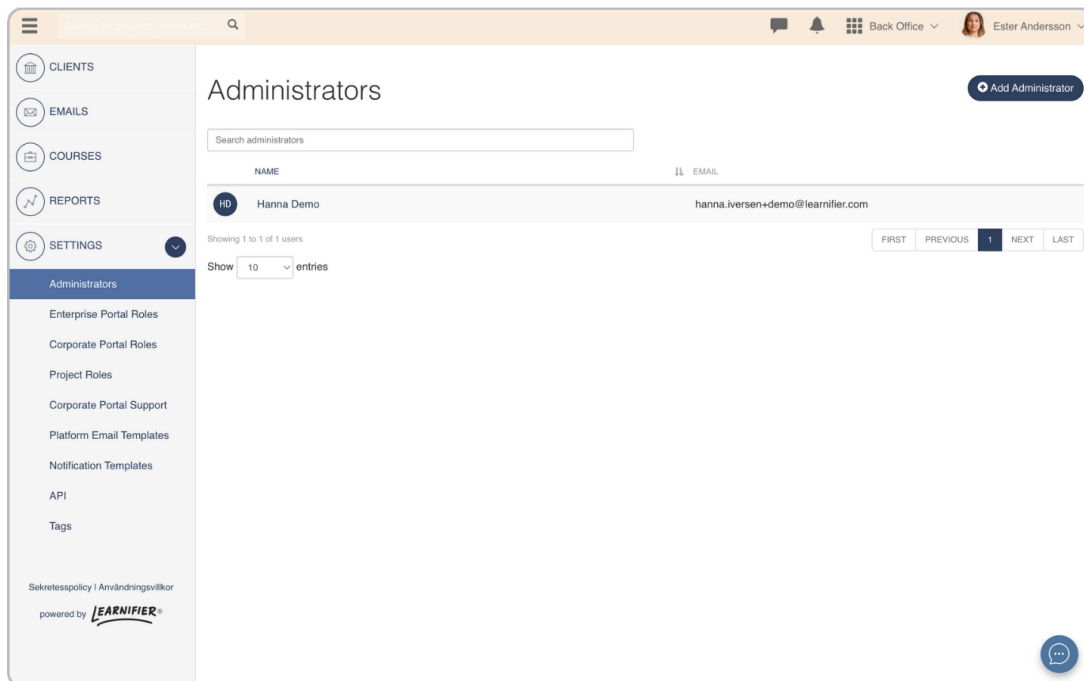 Back Office
Ester Andersson
CLIENTS
EMAILS
COURSES
REPORTS
SETTINGS
Administrators
Enterprise Portal Roles
Corporate Portal Roles
Project Roles
Corporate Portal Support
Platform Email Templates
Notification Templates
API
Tags
Sekretesspolicy | Användningsvillkor
powered by LEARNIFIER®
Administrators
Add Administrator
Search administrators
NAME EMAIL
HD Hanna Demo hanna.iversen+demo@learnifier.com
Showing 1 to 1 of 1 users
FIRST PREVIOUS 1 NEXT LAST
Show 10 entries